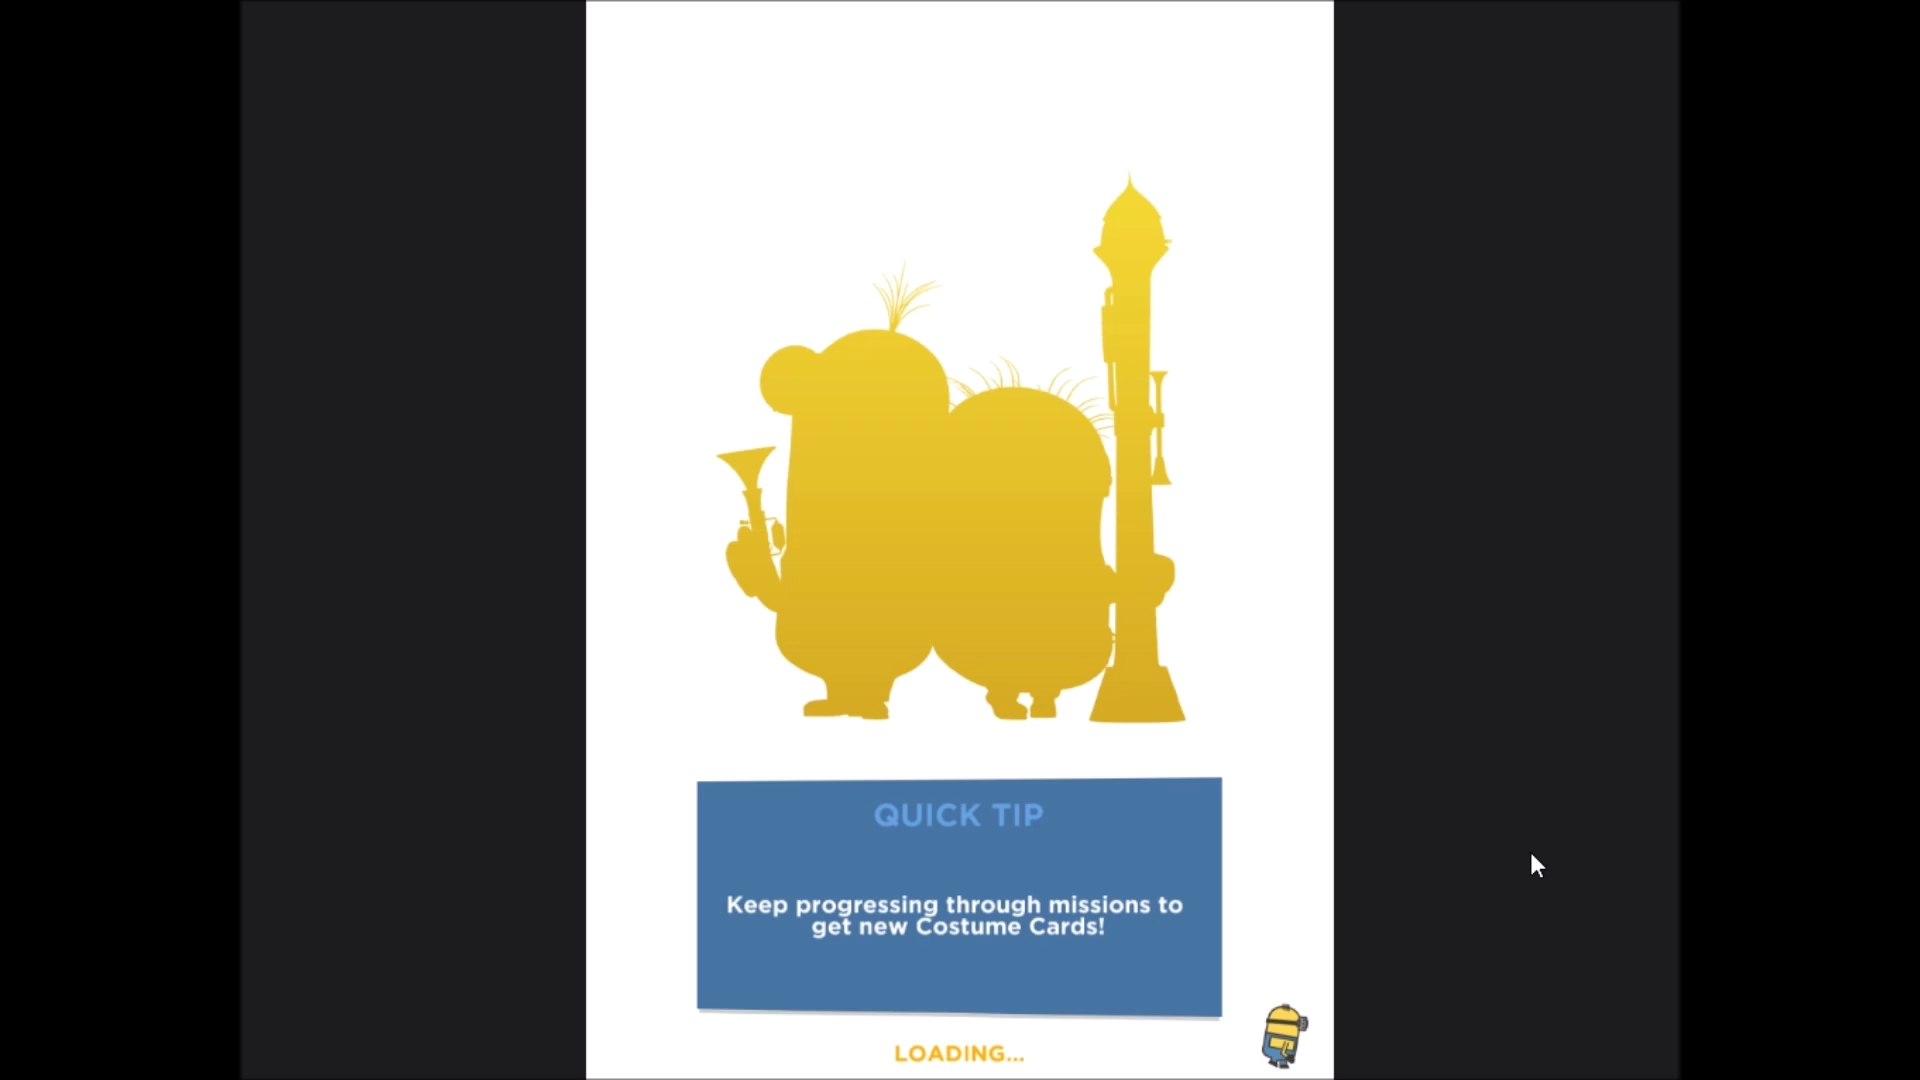 QUICK TIP
Keep progressing through missions to
get new Costume Cards!
LOADING...